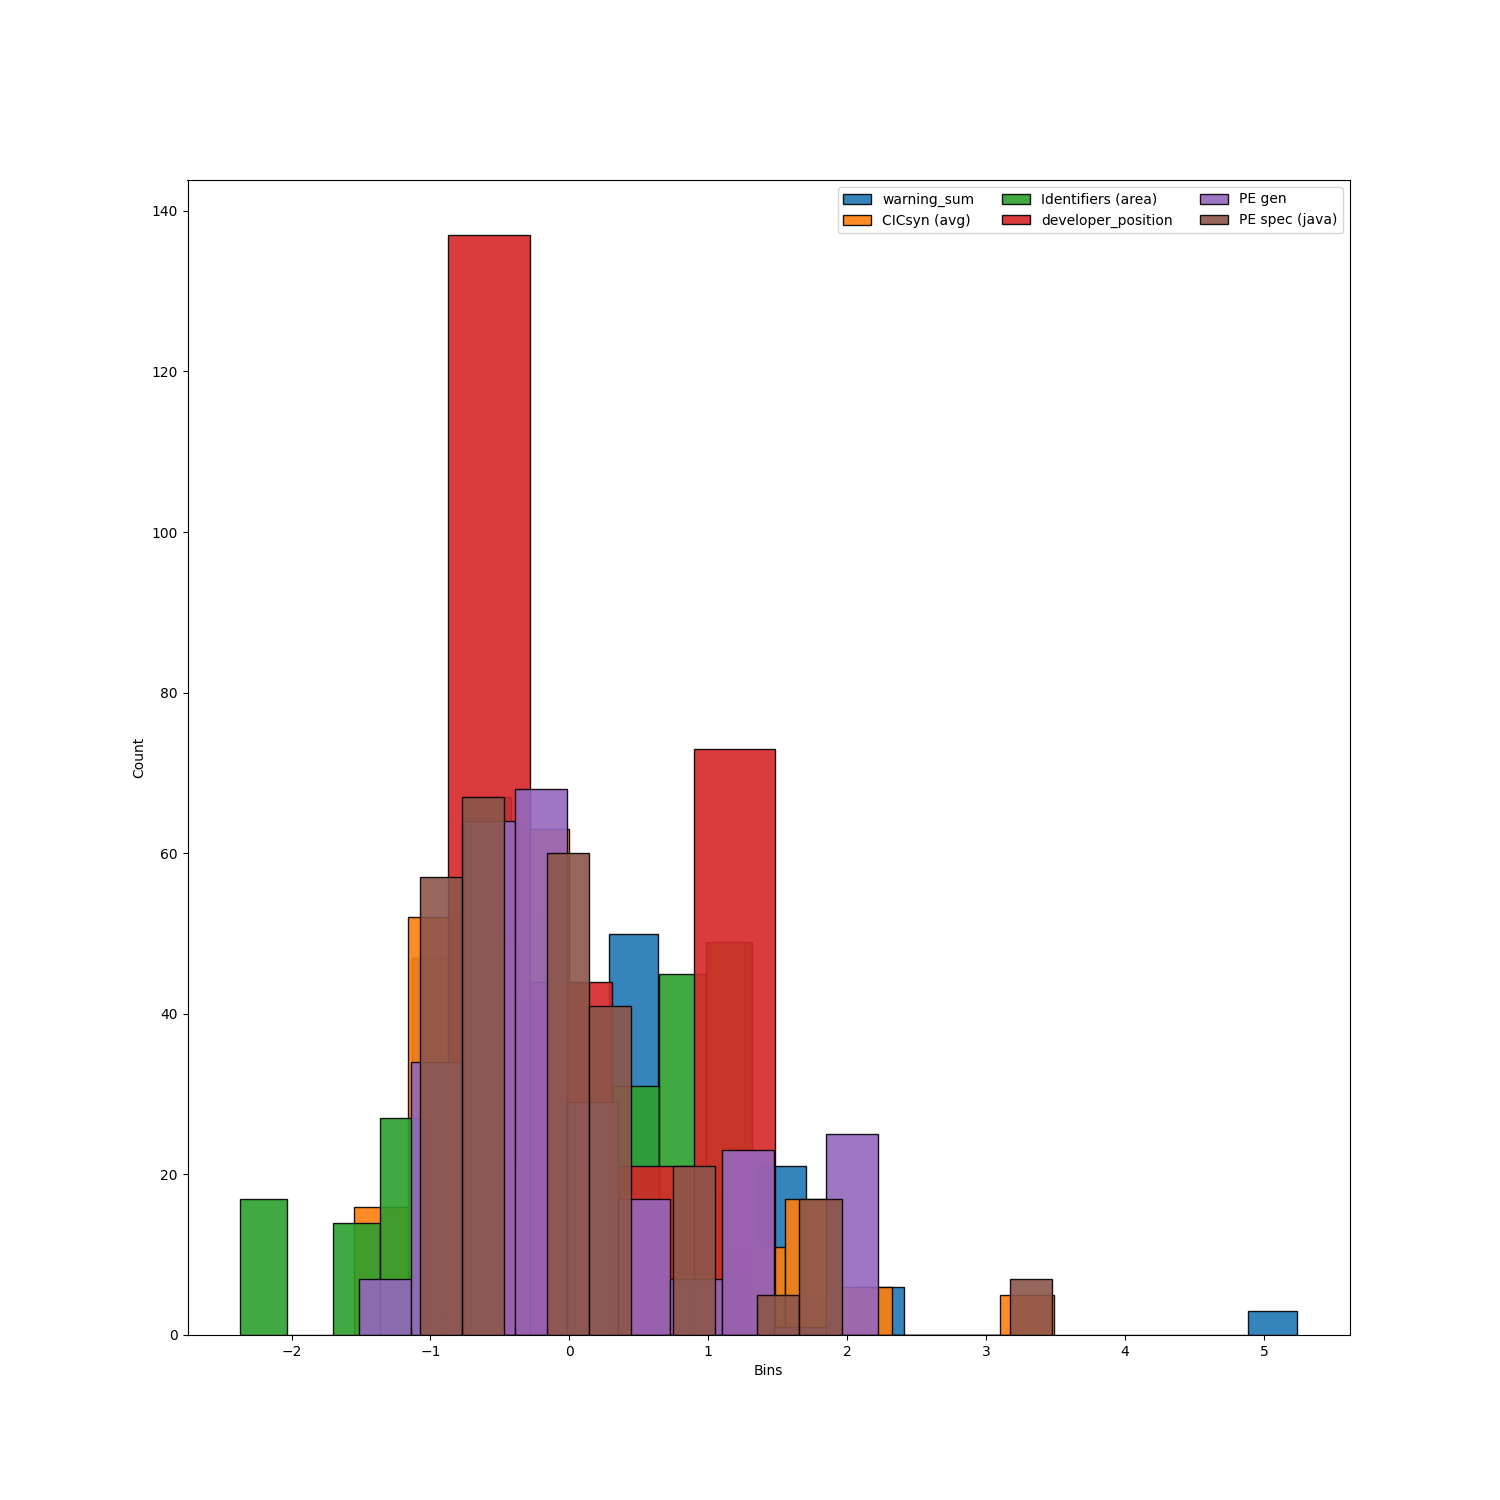 140
120
100
80
60
40
20
0
Count
−2 −1 0 1 2 3 4 5
Bins
warning_sum Identifiers (area) PE gen
CICsyn (avg) developer_position PE spec (java)